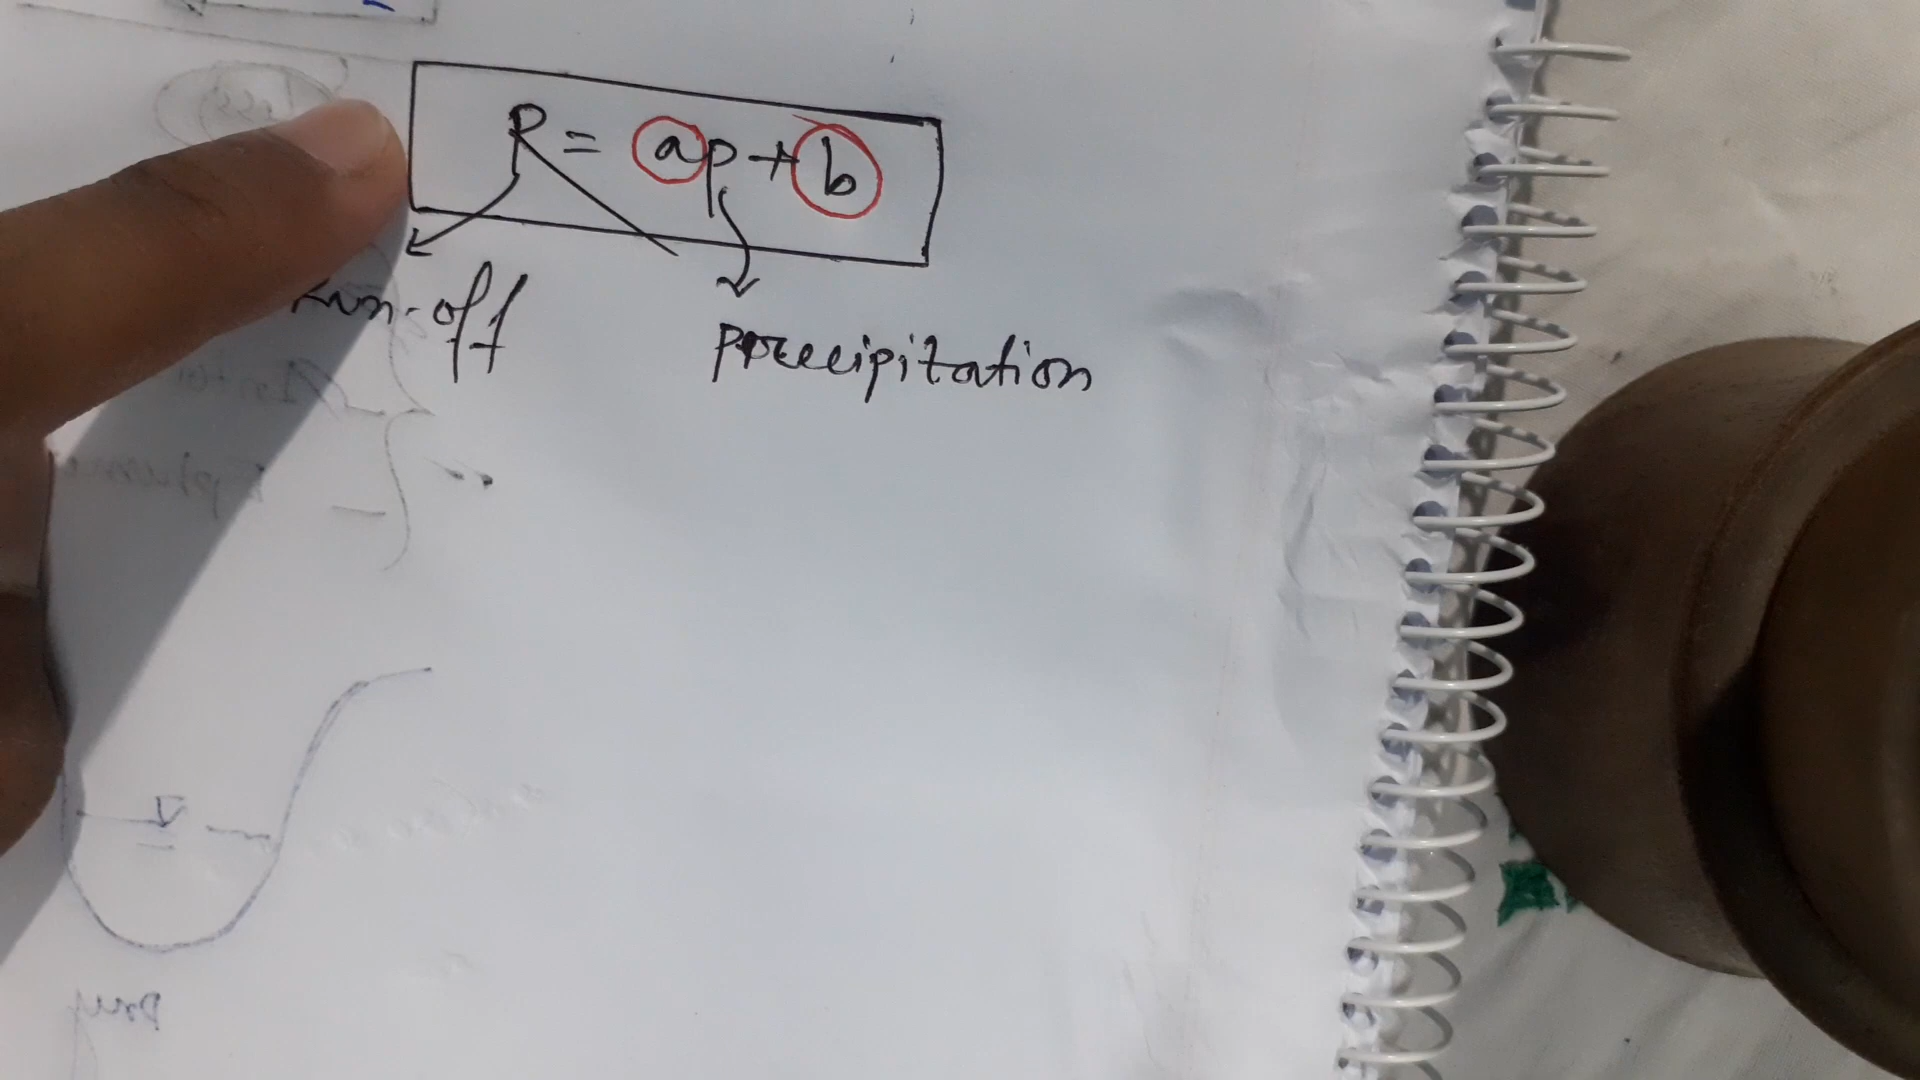 R = ap + b
Run-off
Precipitation